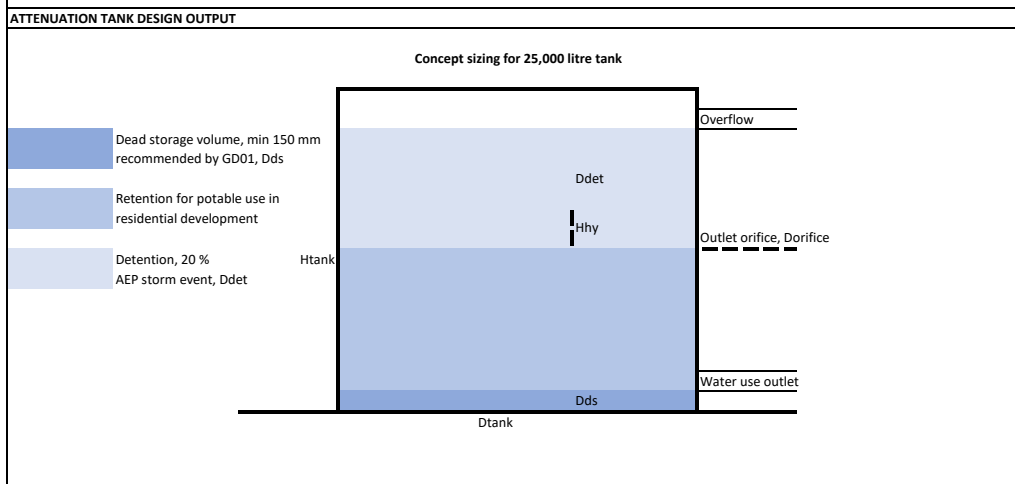 ATTENUATION TANK DESIGN OUTPUT
Concept sizing for 25,000 litre tank
Overflow
Dead storage volume, min 150 mm
recommended by GD01, Dds
Ddet
Retention for potable use in
residential development
Hhy
Outlet orifice, Dorifice
Detention, 20 %
Htank
AEP storm event, Ddet
Water use outlet
Dds
Dtank